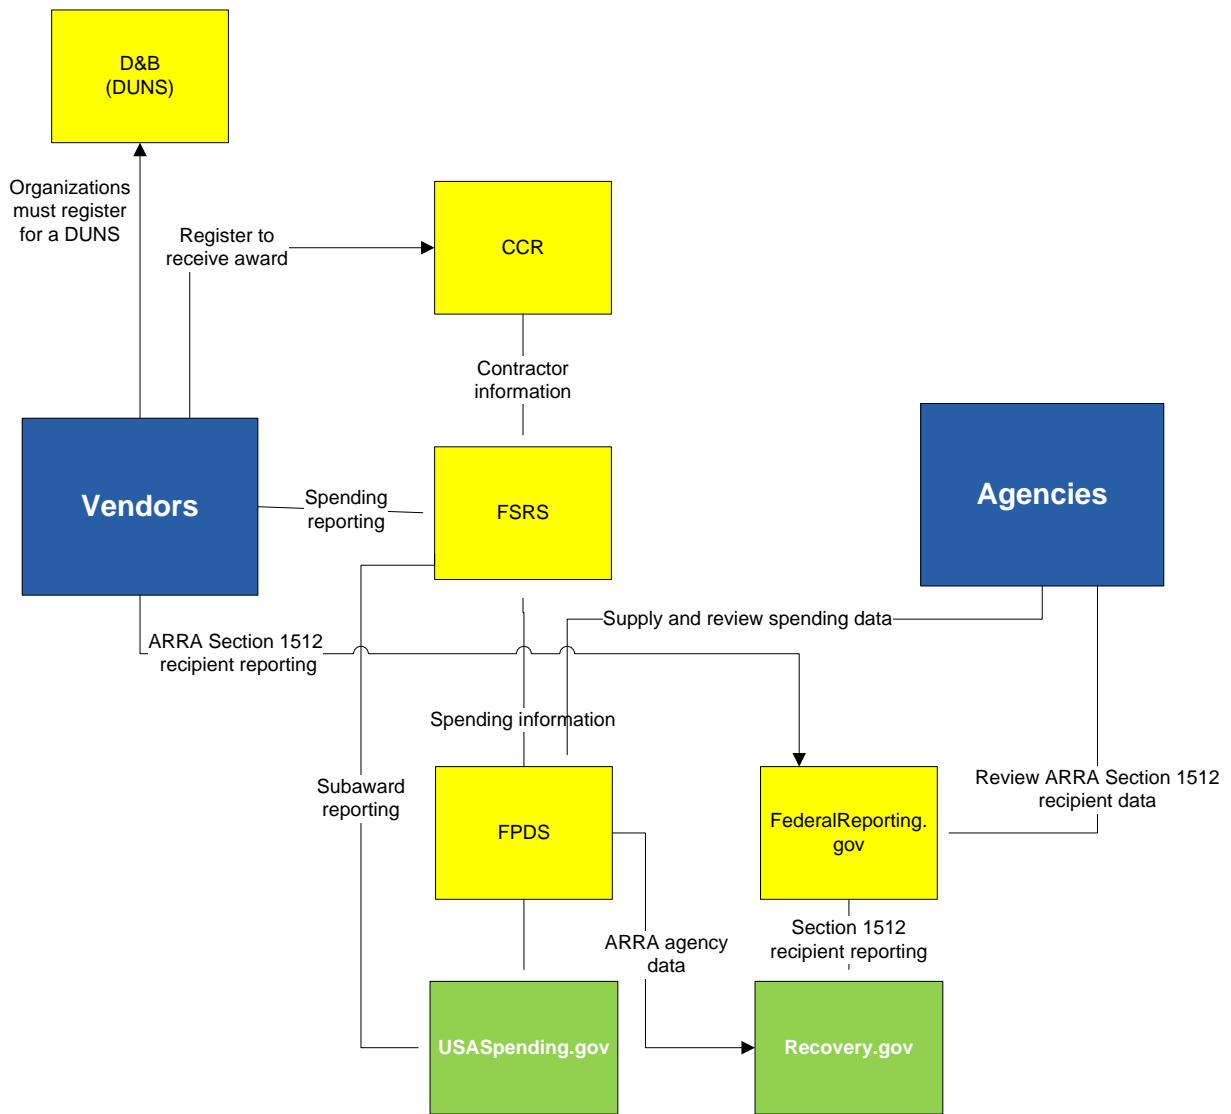 D&B
(DUNS)
Organizations
must register
for a DUNS
Register to
receive award
CCR
Contractor
information
Vendors
Spending
reporting
FSRS
Agencies
Supply and review spending data
ARRA Section 1512
recipient reporting
Spending information
Subaward
reporting
FPDS
FederalReporting.
gov
Review ARRA Section 1512
recipient data
ARRA agency
data
Section 1512
recipient reporting
USASpending.gov
Recovery.gov